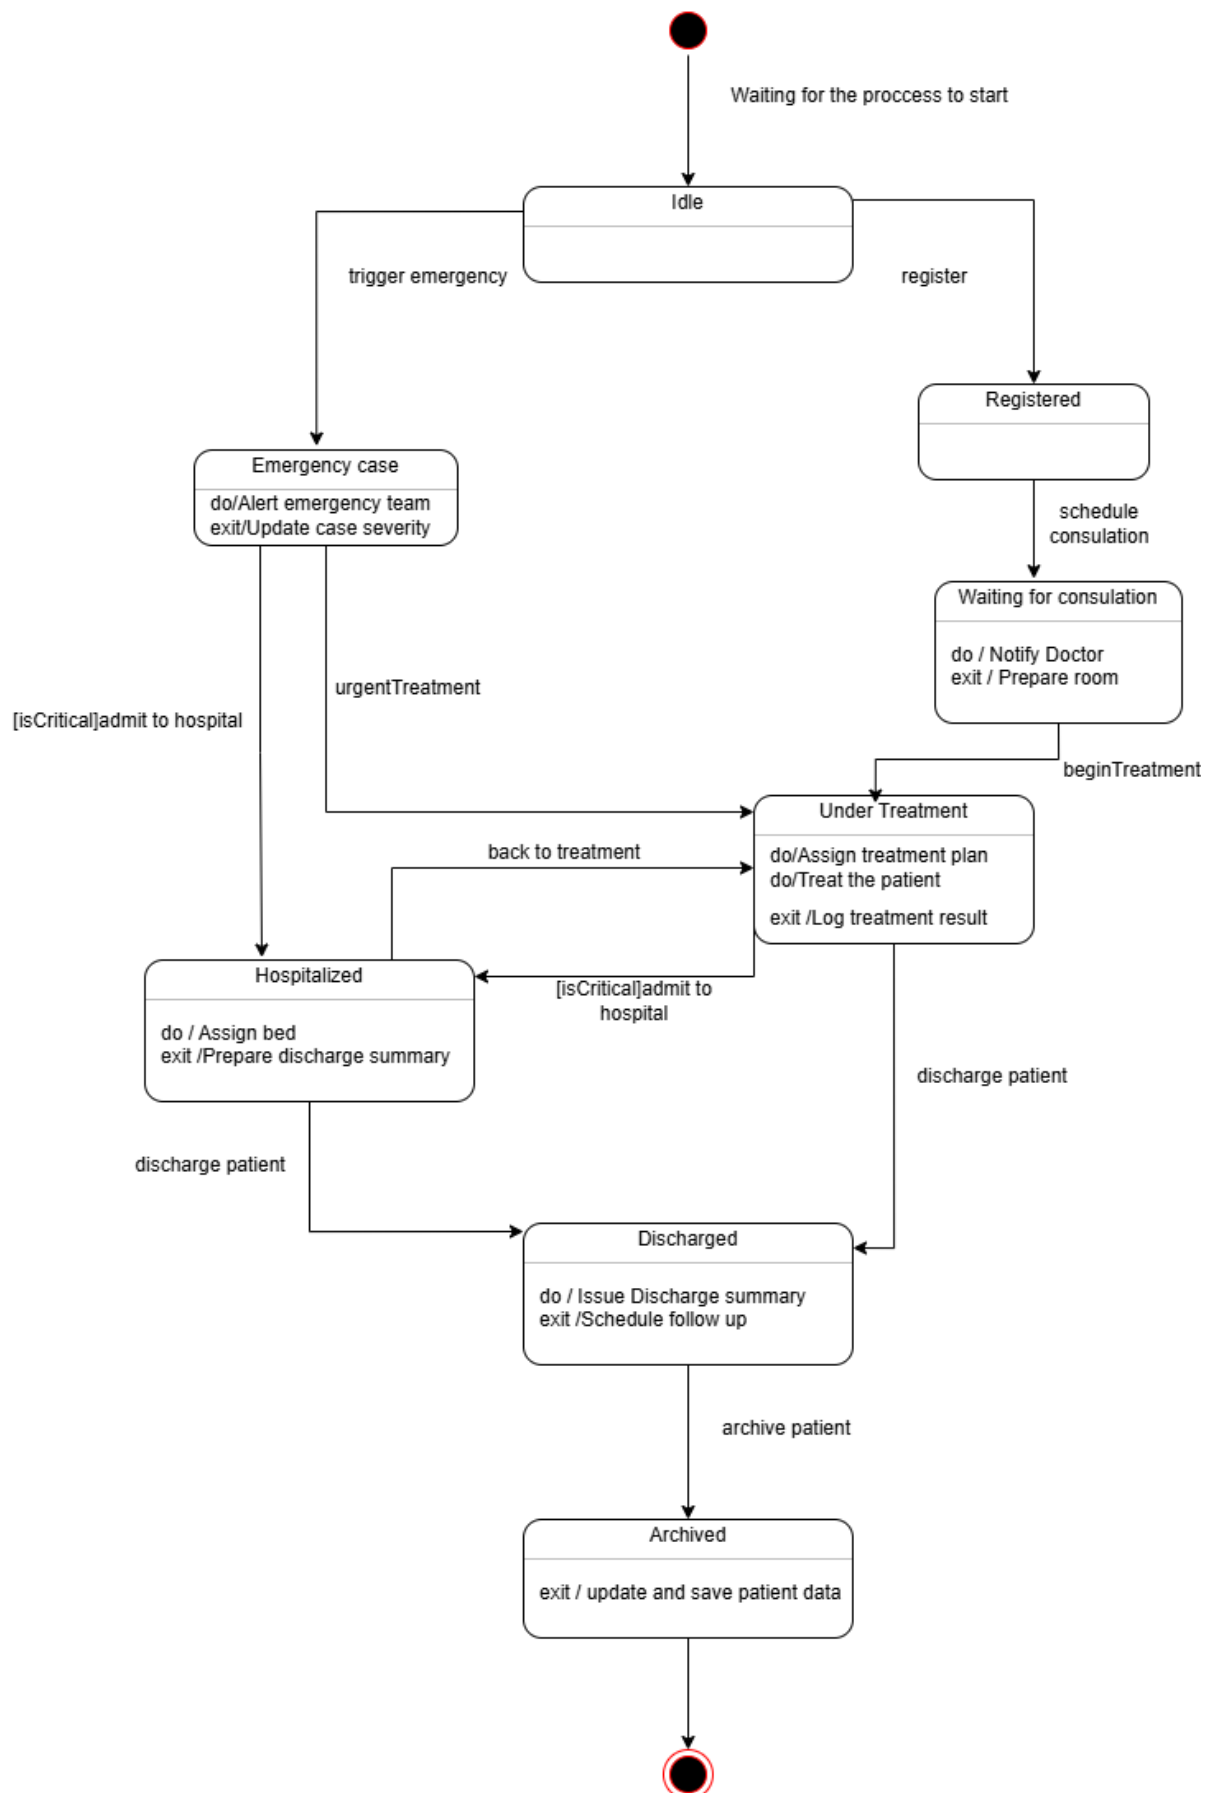 Waiting for the proccess to start
Idle
trigger emergency
register
Registered
Emergency case
do/Alert emergency team
exit/Update case severity
schedule
consulation
Waiting for consulation
do / Notify Doctor
exit / Prepare room
urgentTreatment
[isCritical]admit to hospital
beginTreatment
Under Treatment
do/Assign treatment plan
do/Treat the patient
exit /Log treatment result
back to treatment
Hospitalized
do / Assign bed
exit /Prepare discharge summary
[isCritical]admit to
hospital
discharge patient
discharge patient
Discharged
do / Issue Discharge summary
exit /Schedule follow up
archive patient
Archived
exit / update and save patient data